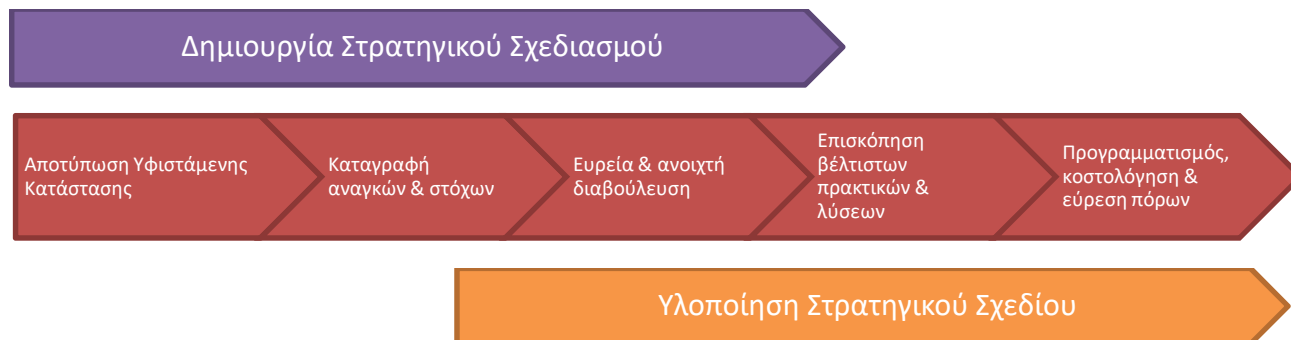 Δημιουργία Στρατηγικού Σχεδιασμού
Αποτύπωση Υφιστάμενης
Κατάστασης
Καταγραφή
αναγκών & στόχων
Ευρεία & ανοιχτή
διαβούλευση
Επισκόπηση
βέλτιστων
πρακτικών &
λύσεων
Προγραμματισμός,
κοστολόγηση &
εύρεση πόρων
Υλοποίηση Στρατηγικού Σχεδίου